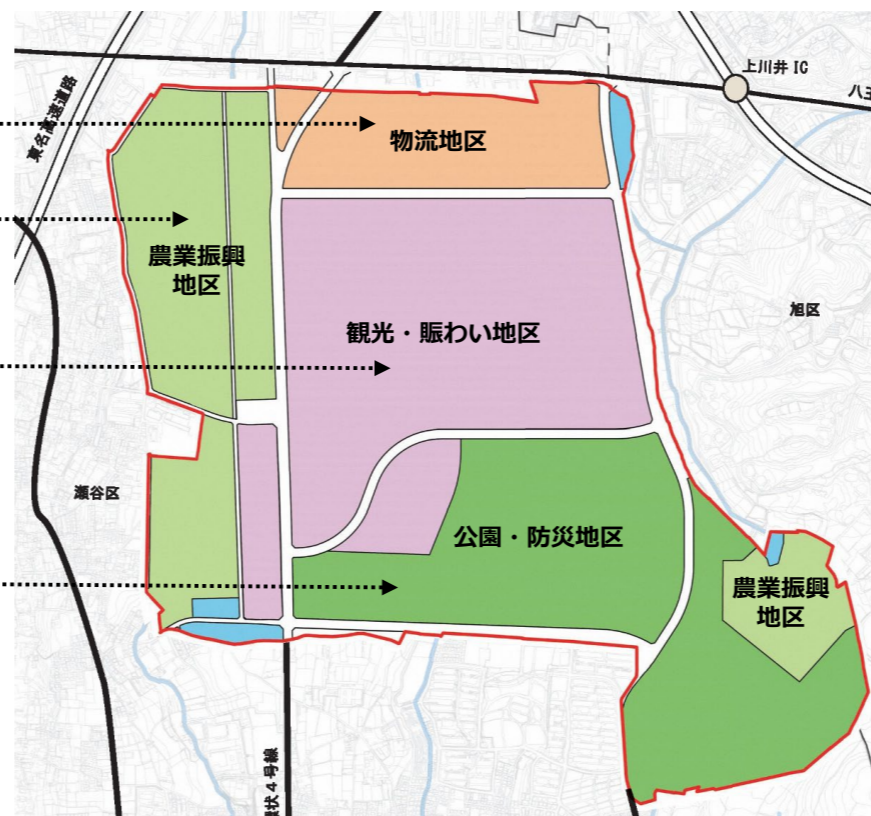 上川井 IC
八王
東名高速道路
物流地区
農業振興
地区
観光・賑わい地区
旭区
瀬谷区
公園・防災地区
農業振興
地区
環状4号線